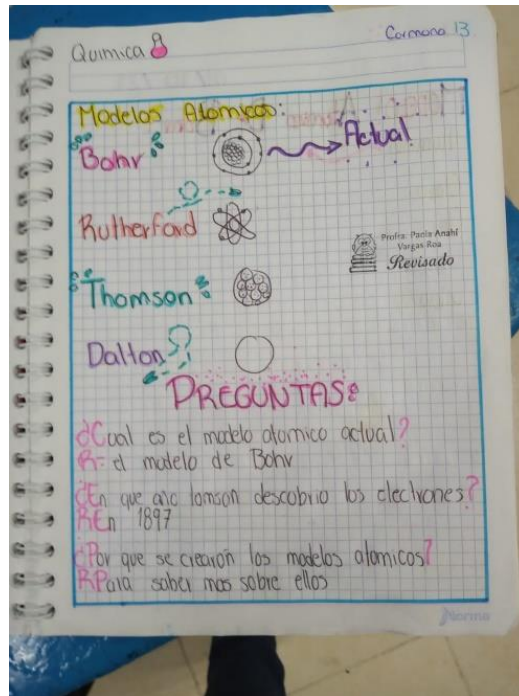 Quimica
Carmona 13
Modelos Atomicos:
Bohr
Actual
Rutherford
Profra: Paola Anahi
Vargas Roa
Revisado
Thomson
Dalton
PREGUNTAS:
¿Cual es el modelo atomico actual?
R= el modelo de Bohr
¿En que año tomson descobrio los electrones?
R En 1897
¿Por que se crearon los modelos atomicos?
R Para saber mas sobre ellos
Norma